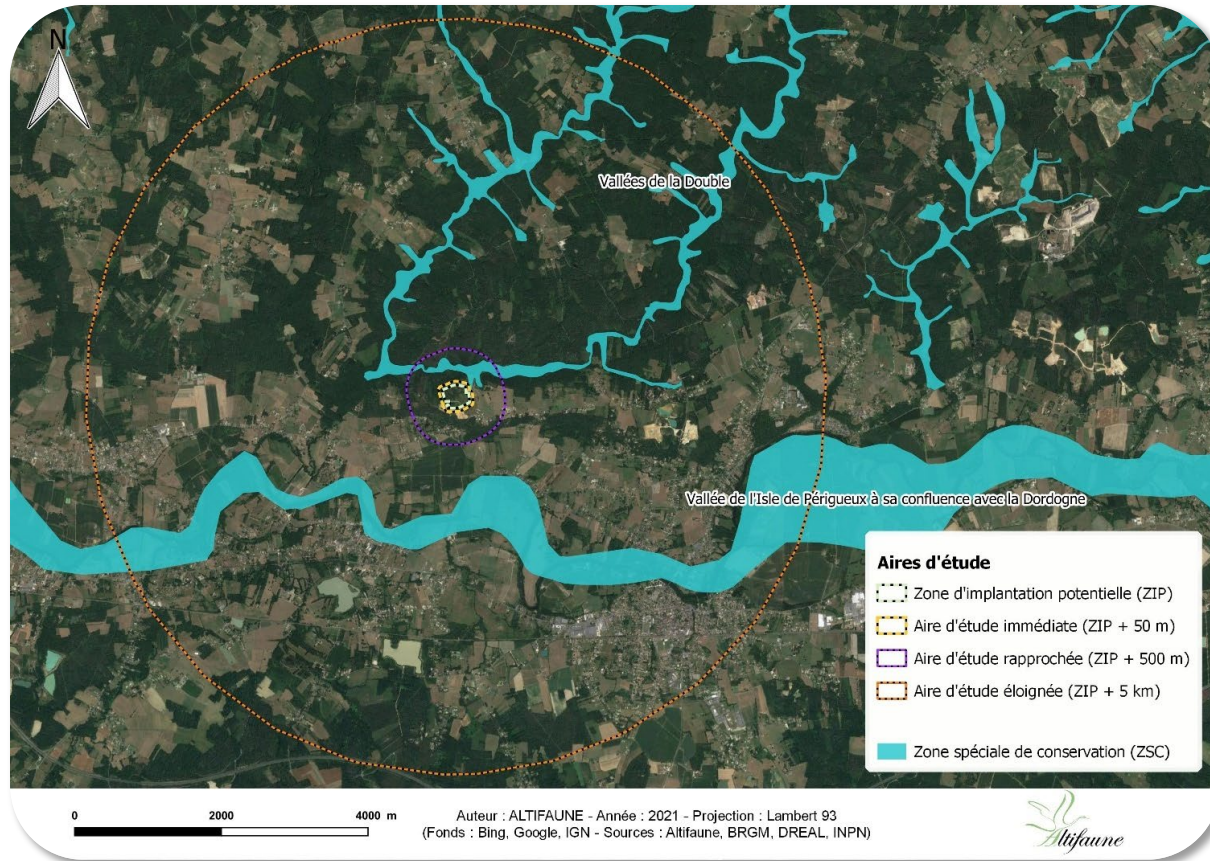 N
Vallées de la Double
Vallée de l'Isle de Périgueux à sa confluence avec la Dordogne
Aires d'étude
Zone d'implantation potentielle (ZIP)
Aire d'étude immédiate (ZIP + 50 m)
Aire d'étude rapprochée (ZIP + 500 m)
Aire d'étude éloignée (ZIP + 5 km)
Zone spéciale de conservation (ZSC)
0 2000 4000 m
Auteur : ALTIFAUNE - Année : 2021 - Projection : Lambert 93
(Fonds : Bing, Google, IGN - Sources : Altifaune, BRGM, DREAL, INPN)
Altifaune